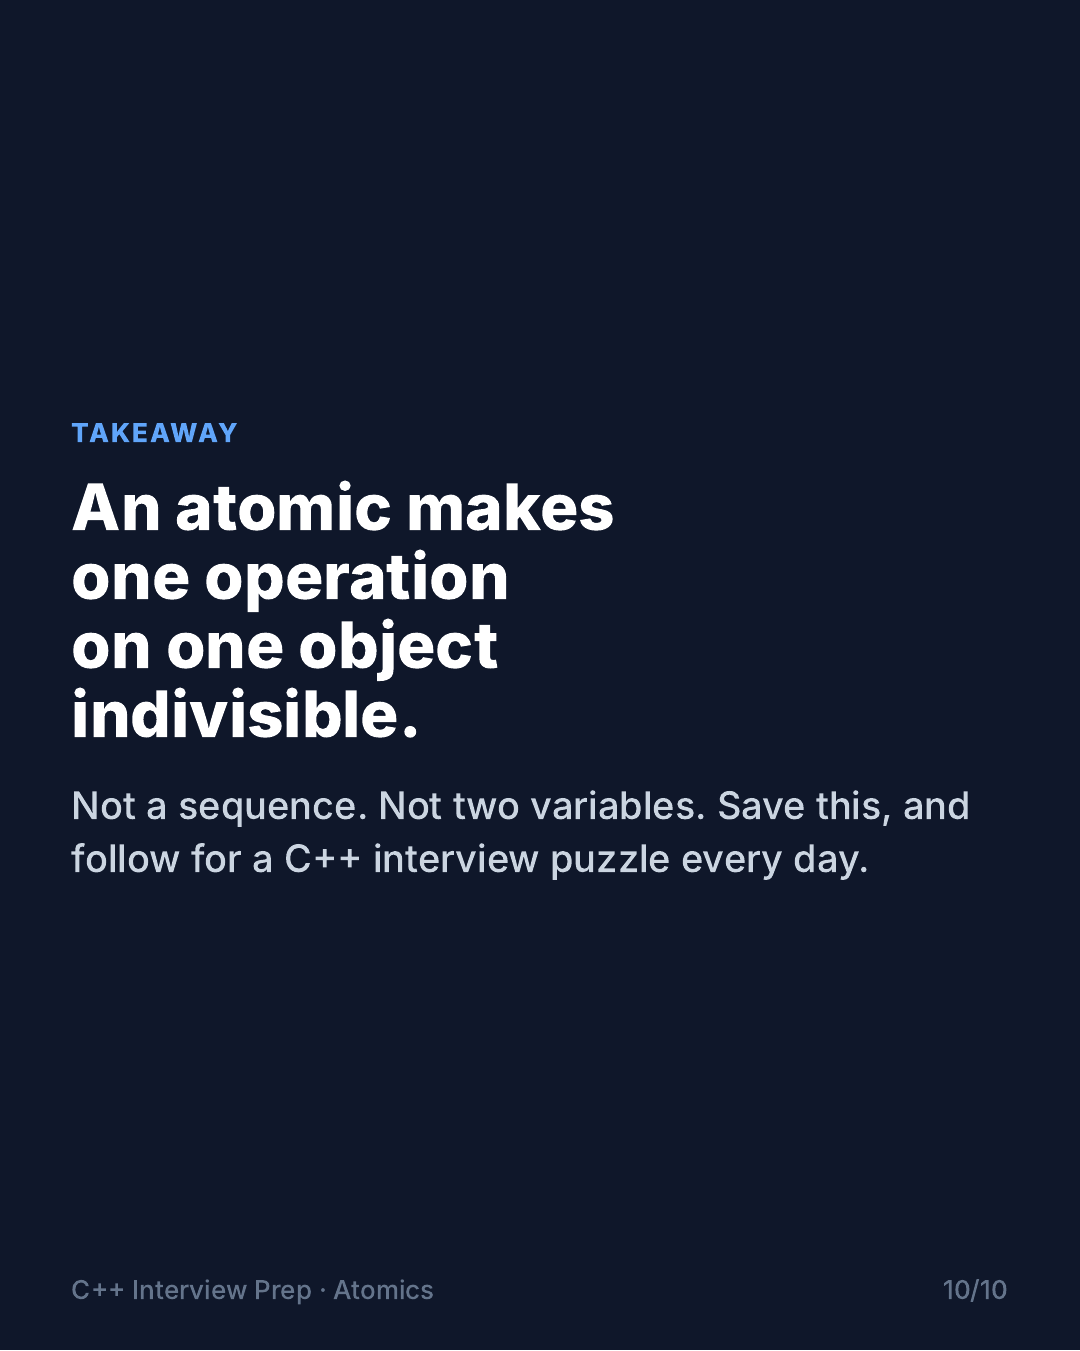 TAKEAWAY
An atomic makes
one operation
on one object
indivisible.
Not a sequence. Not two variables. Save this, and
follow for a C++ interview puzzle every day.
C++ Interview Prep · Atomics
10/10